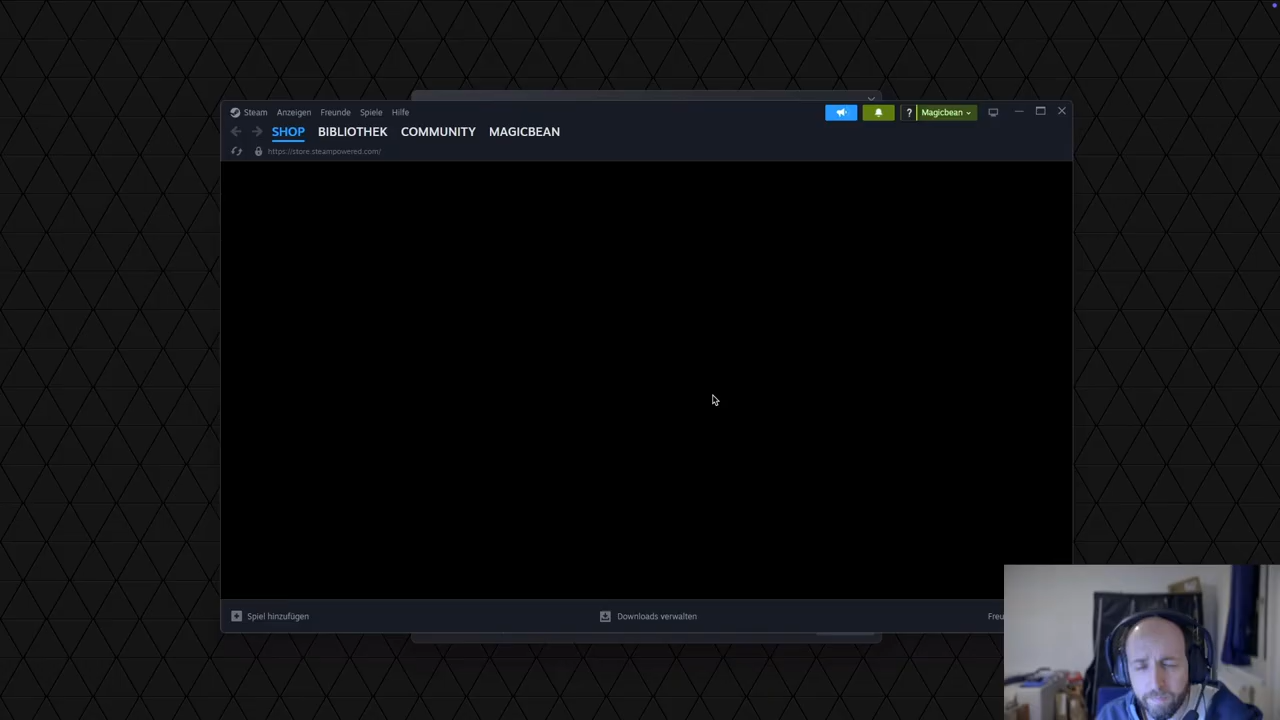 Steam Anzeigen Freunde Spiele Hilfe ? Magicbean
SHOP BIBLIOTHEK COMMUNITY MAGICBEAN
https://store.steampowered.com/
Spiel hinzufügen Downloads verwalten